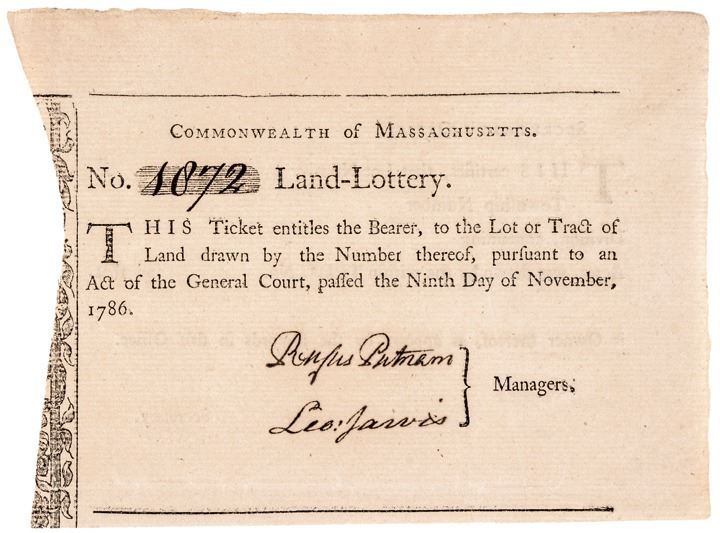 COMMONWEALTH of MASSACHUSETTS.
No. 1872 Land-Lottery.
THIS Ticket entitles the Bearer, to the Lot or Tract of
Land drawn by the Number thereof, pursuant to an
Act of the General Court, paſſed the Ninth Day of November,
1786.
Rufus Putnam
Leo: Jarvis
Managers.